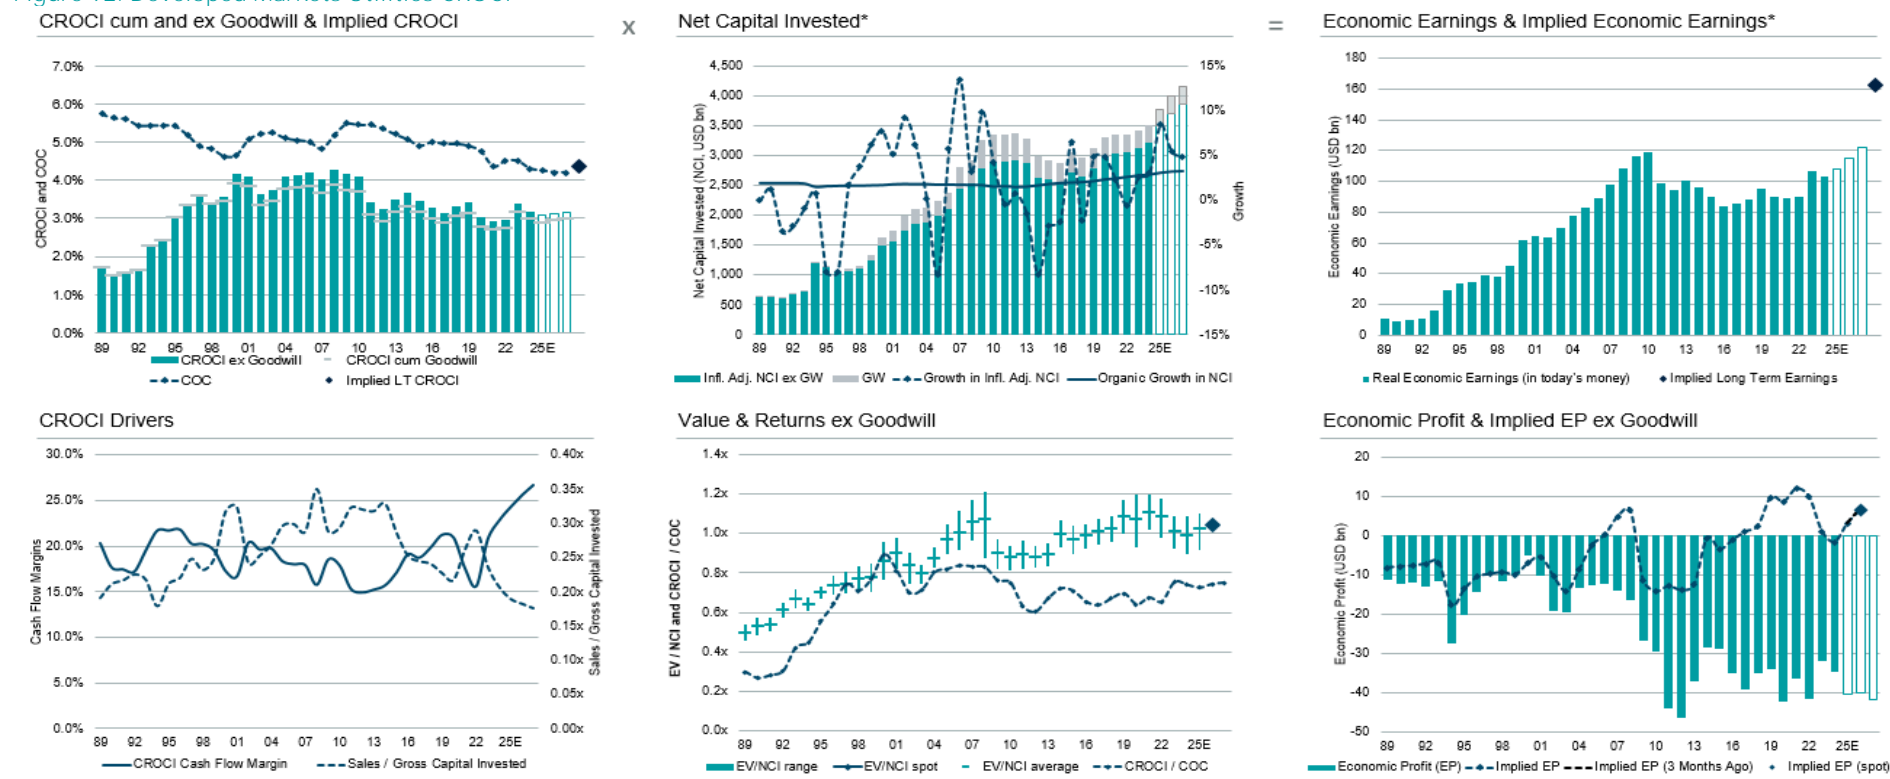 Figure 12: Developed Markets Utilities CROCI
CROCI cum and ex Goodwill & Implied CROCI
x
Net Capital Invested*
=
Economic Earnings & Implied Economic Earnings*
7.0%
6.0%
5.0%
4.0%
3.0%
2.0%
1.0%
0.0%
CROCI and COC
89 92 95 98 01 04 07 10 13 16 19 22 25E
CROCI ex Goodwill CROCI cum Goodwill
COC Implied LT CROCI
4,500
4,000
3,500
3,000
2,500
2,000
1,500
1,000
500
0
Net Capital Invested (NCI, USD bn)
15%
10%
5%
0%
-5%
-10%
-15%
Growth
89 92 95 98 01 04 07 10 13 16 19 22 25E
Infl. Adj. NCI ex GW GW Growth in Infl. Adj. NCI Organic Growth in NCI
180
160
140
120
100
80
60
40
20
0
Economic Earnings (USD bn)
89 92 95 98 01 04 07 10 13 16 19 22 25E
Real Economic Earnings (in today's money) Implied Long Term Earnings
CROCI Drivers
Value & Returns ex Goodwill
Economic Profit & Implied EP ex Goodwill
30.0%
25.0%
20.0%
15.0%
10.0%
5.0%
0.0%
Cash Flow Margins
0.40x
0.35x
0.30x
0.25x
0.20x
0.15x
0.10x
0.05x
0.00x
Sales / Gross Capital Invested
89 92 95 98 01 04 07 10 13 16 19 22 25E
CROCI Cash Flow Margin Sales / Gross Capital Invested
1.4x
1.2x
1.0x
0.8x
0.6x
0.4x
0.2x
0.0x
EV / NCI and CROCI / COC
89 92 95 98 01 04 07 10 13 16 19 22 25E
EV/NCI range EV/NCI spot EV/NCI average CROCI / COC
20
10
0
-10
-20
-30
-40
-50
Economic Profit (USD bn)
89 92 95 98 01 04 07 10 13 16 19 22 25E
Economic Profit (EP) Implied EP Implied EP (3 Months Ago) Implied EP (spot)